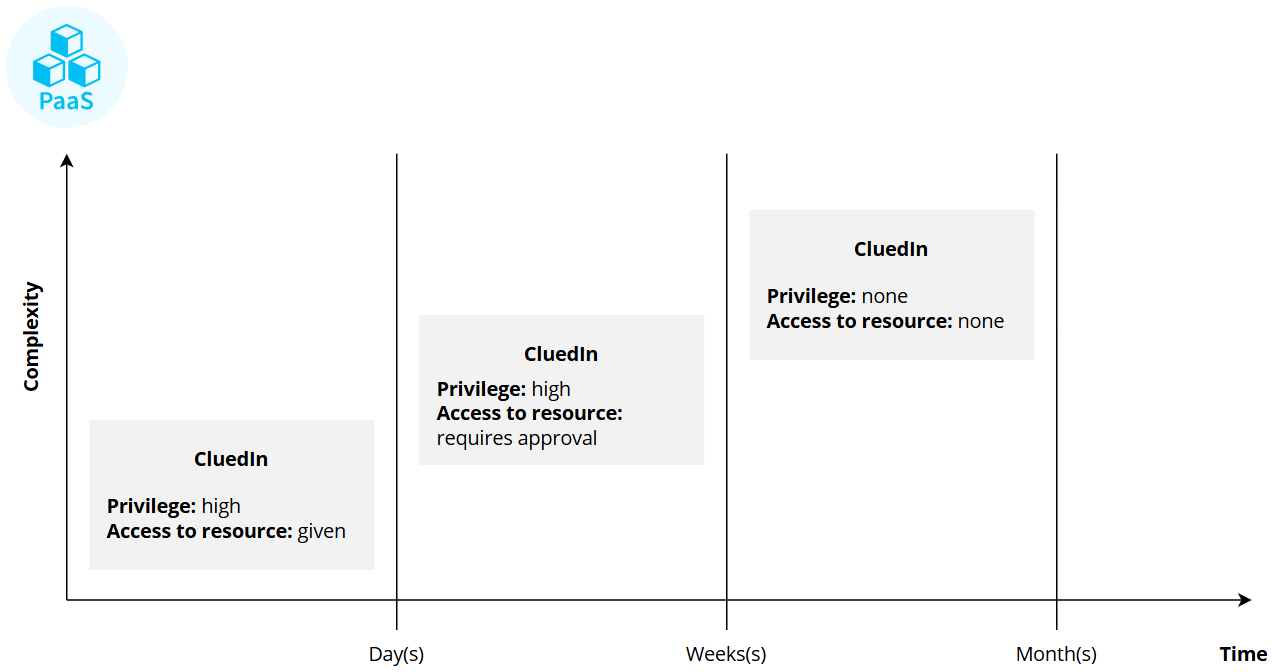 PaaS
Complexity
CluedIn
Privilege: high
Access to resource: given
CluedIn
Privilege: high
Access to resource:
requires approval
CluedIn
Privilege: none
Access to resource: none
Day(s)
Weeks(s)
Month(s)
Time